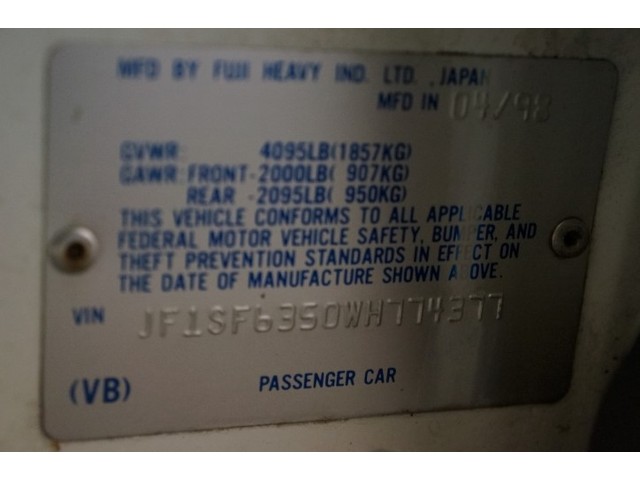 MFD BY FUJI HEAVY IND. LTD. ,JAPAN
MFD IN 04/98
GVWR: 4095LB(1857KG)
GAWR: FRONT-2000LB( 907KG)
REAR -2095LB( 950KG)
THIS VEHICLE CONFORMS TO ALL APPLICABLE
FEDERAL MOTOR VEHICLE SAFETY, BUMPER, AND
THEFT PREVENTION STANDARDS IN EFFECT ON
THE DATE OF MANUFACTURE SHOWN ABOVE.
VIN JF1SF6350WH774377
(VB) PASSENGER CAR